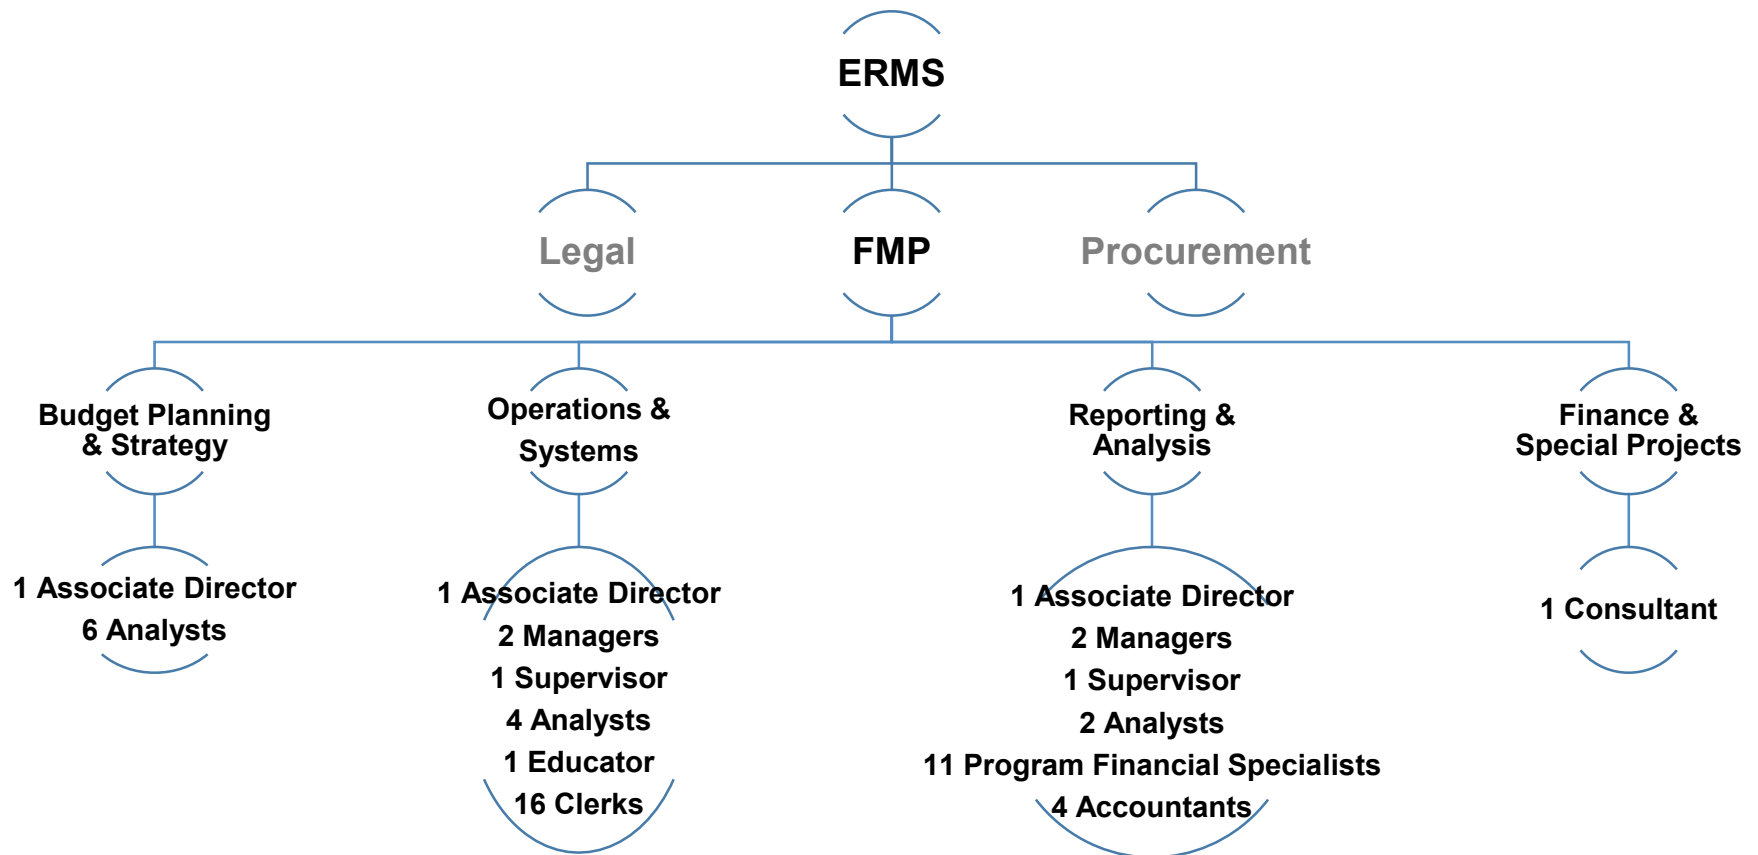 ERMS
Legal
FMP
Procurement
Budget Planning
& Strategy
Operations &
Systems
Reporting &
Analysis
Finance &
Special Projects
1 Associate Director
6 Analysts
1 Associate Director
2 Managers
1 Supervisor
4 Analysts
1 Educator
16 Clerks
1 Associate Director
2 Managers
1 Supervisor
2 Analysts
11 Program Financial Specialists
4 Accountants
1 Consultant